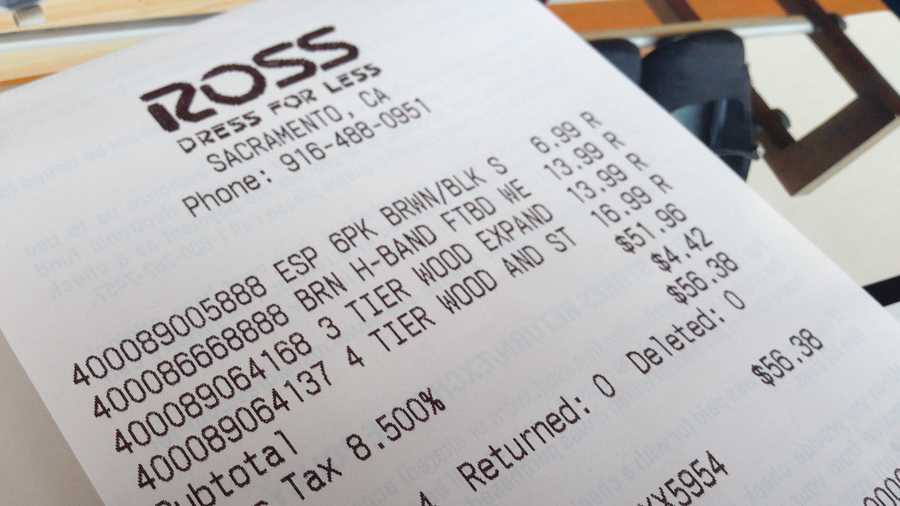 ROSS
DRESS FOR LESS
SACRAMENTO, CA
Phone: 916-488-0951
400089005888 ESP 6PK BRWN/BLK S 6.99 R
400086668888 BRN H-BAND FTBD WE 13.99 R
400089064168 3 TIER WOOD EXPAND 13.99 R
400089064137 4 TIER WOOD AND ST 16.99 R
Subtotal $51.96
Tax 8.500% $4.42
$56.38
4 Returned: 0 Deleted: 0
$56.38
XX5954